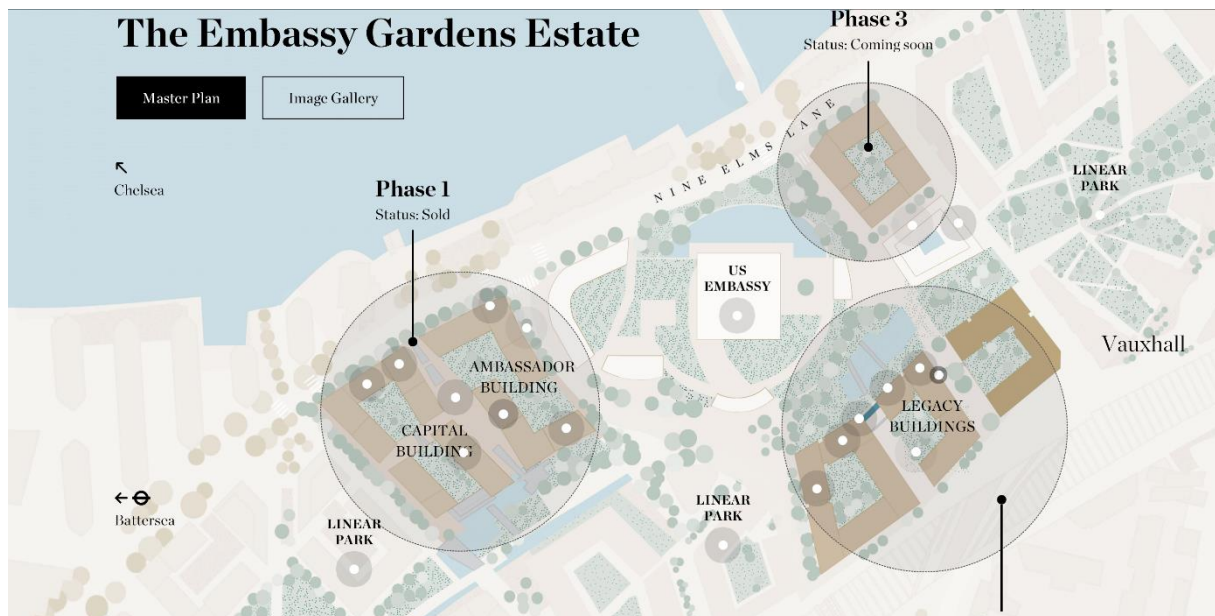 The Embassy Gardens Estate
Master Plan
Image Gallery
Chelsea
Phase 3
Status: Coming soon
NINE ELMS LANE
LINEAR
PARK
Phase 1
Status: Sold
US
EMBASSY
Vauxhall
AMBASSADOR
BUILDING
CAPITAL
BUILDING
LEGACY
BUILDINGS
Battersea
LINEAR
PARK
LINEAR
PARK